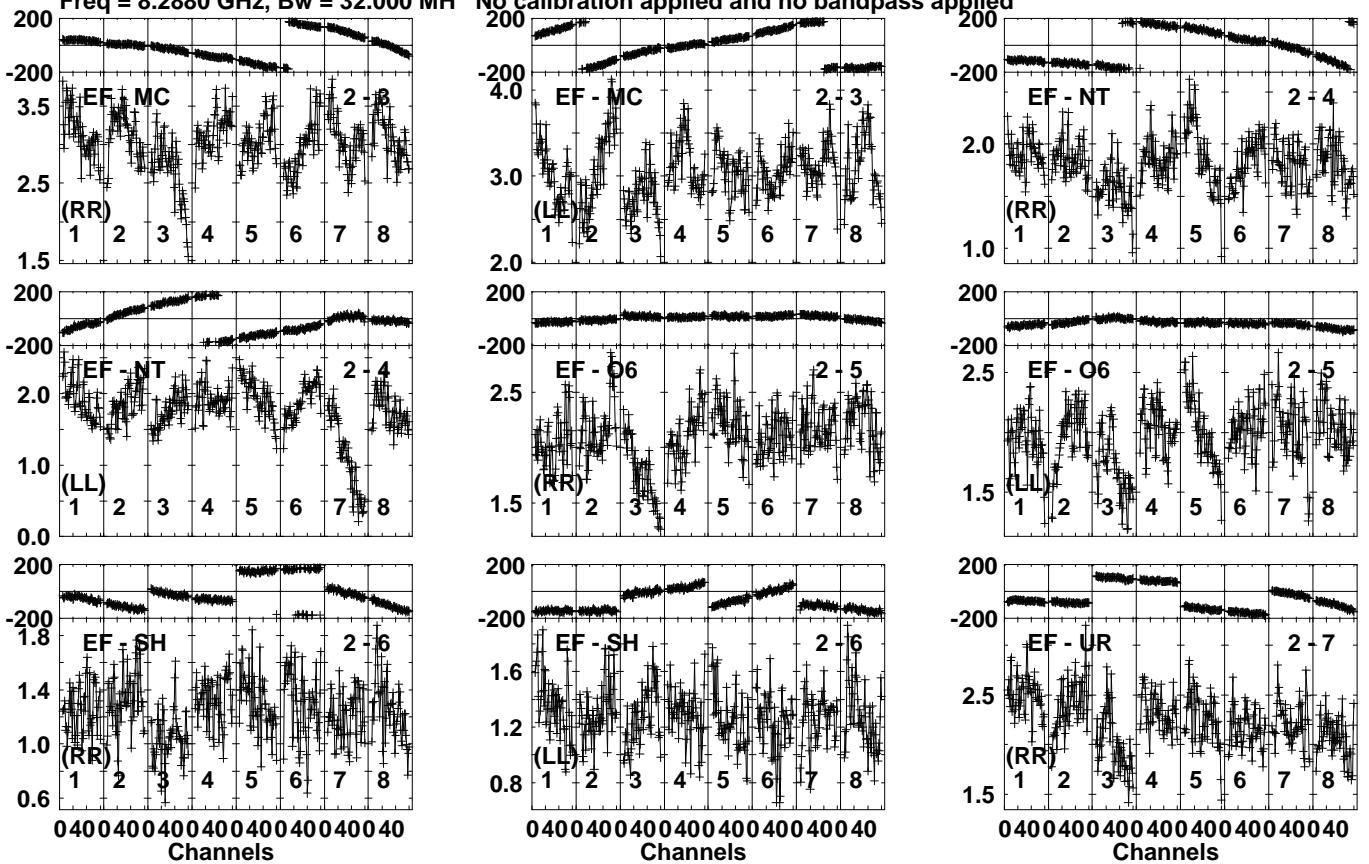 Freq = 8.2880 GHz, Bw = 32.000 MH No calibration applied and no bandpass applied
200 200 200
-200 -200 -200
EF - MC 2 - 3 EF - MC 2 - 3 EF - NT 2 - 4
3.5 4.0 2.0
2.5 3.0
(RR) (LL) (RR)
1 2 3 4 5 6 7 8 1 2 3 4 5 6 7 8 1 2 3 4 5 6 7 8
1.5 2.0 1.0
200 200 200
-200 -200 -200
EF - NT 2 - 4 EF - O6 2 - 5 EF - O6 2 - 5
2.0 2.5 2.5
1.0
(LL) (RR) (LL)
1 2 3 4 5 6 7 8 1 2 3 4 5 6 7 8 1 2 3 4 5 6 7 8
0.0 1.5 1.5
200 200 200
-200 -200 -200
EF - SH 2 - 6 EF - SH 2 - 6 EF - UR 2 - 7
1.8 1.6 2.5
1.4 1.2
1.0
(RR) (LL) (RR)
1 2 3 4 5 6 7 8 1 2 3 4 5 6 7 8 1 2 3 4 5 6 7 8
0.6 0.8 1.5
0 40 0 40 0 40 0 40 0 40 0 40 0 40 0 40 0 40 0 40 0 40 0 40 0 40 0 40 0 40 0 40 0 40 0 40 0 40 0 40 0 40 0 40 0 40 0 40
Channels Channels Channels